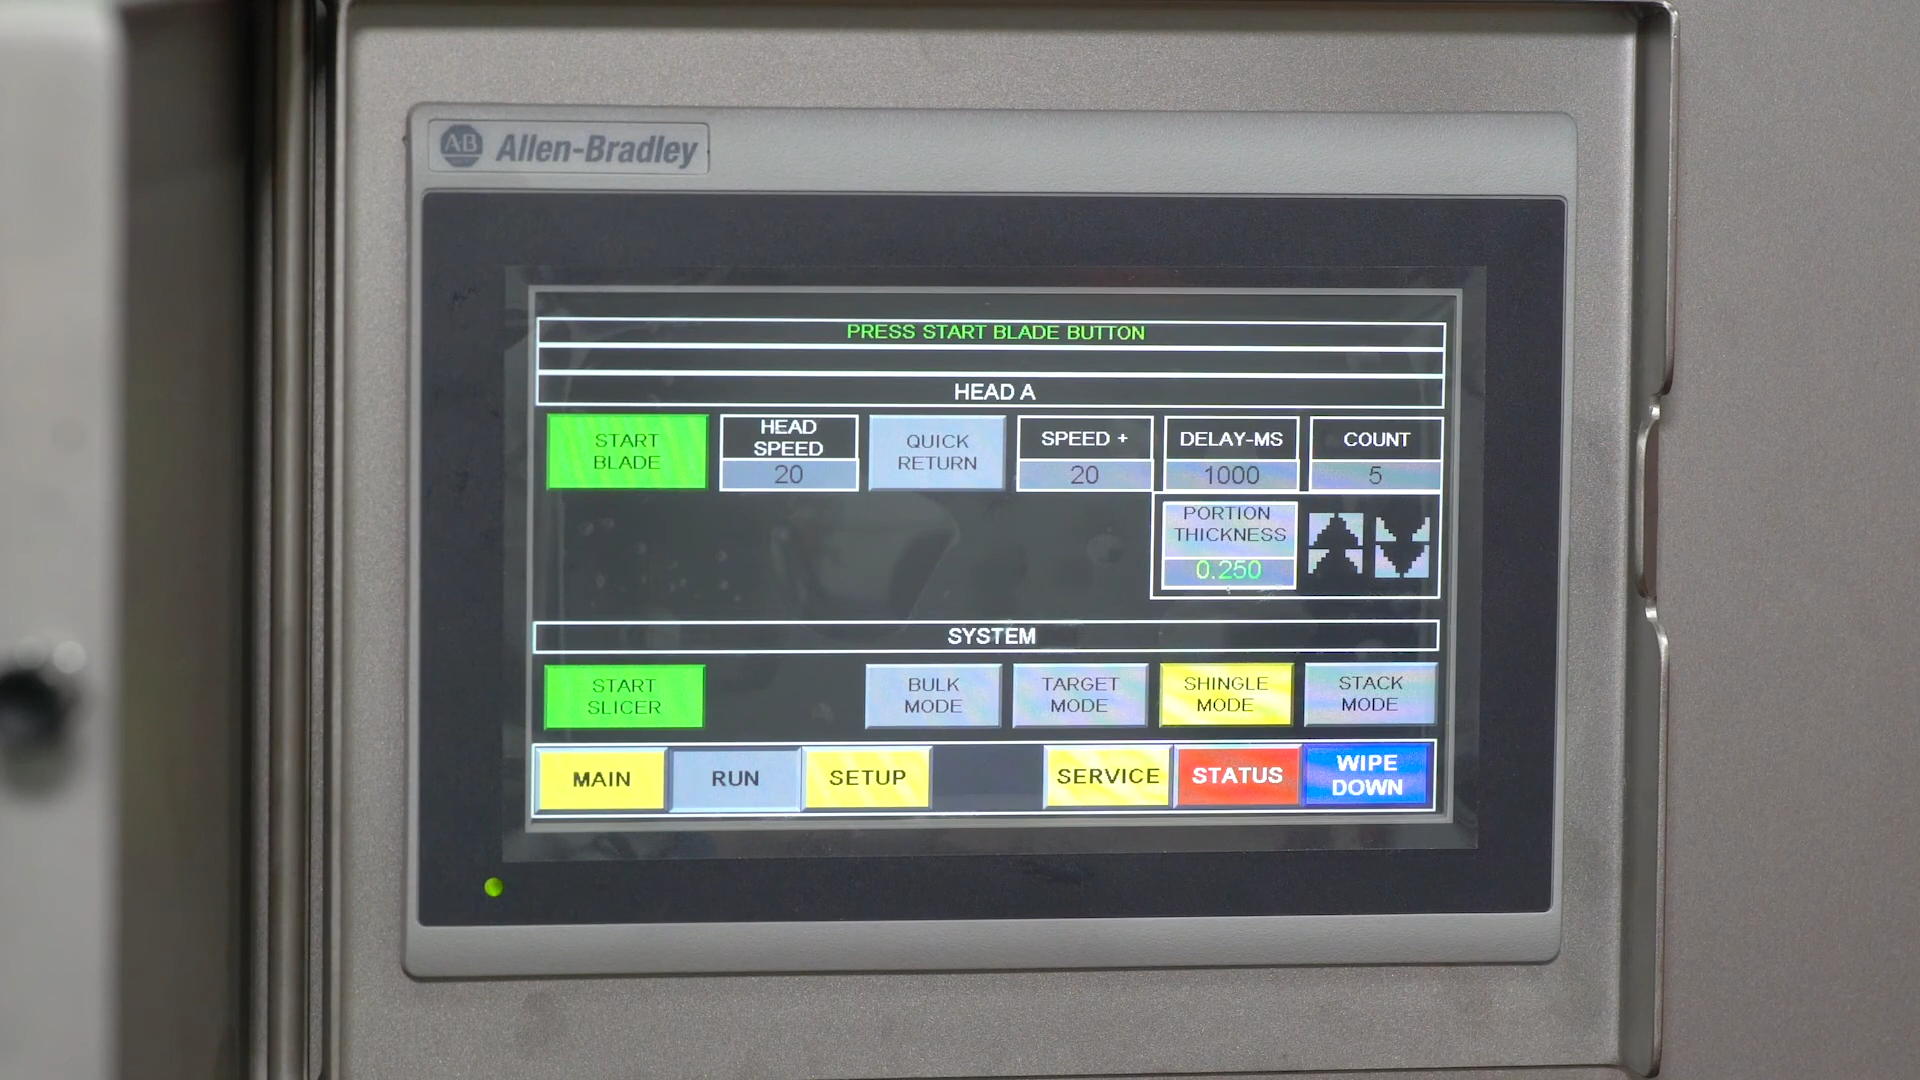 AB Allen-Bradley
PRESS START BLADE BUTTON
HEAD A
START
BLADE
HEAD
SPEED
20
QUICK
RETURN
SPEED +
20
DELAY-MS
1000
COUNT
5
PORTION
THICKNESS
0.250
SYSTEM
START
SLICER
BULK
MODE
TARGET
MODE
SHINGLE
MODE
STACK
MODE
MAIN
RUN
SETUP
SERVICE
STATUS
WIPE
DOWN